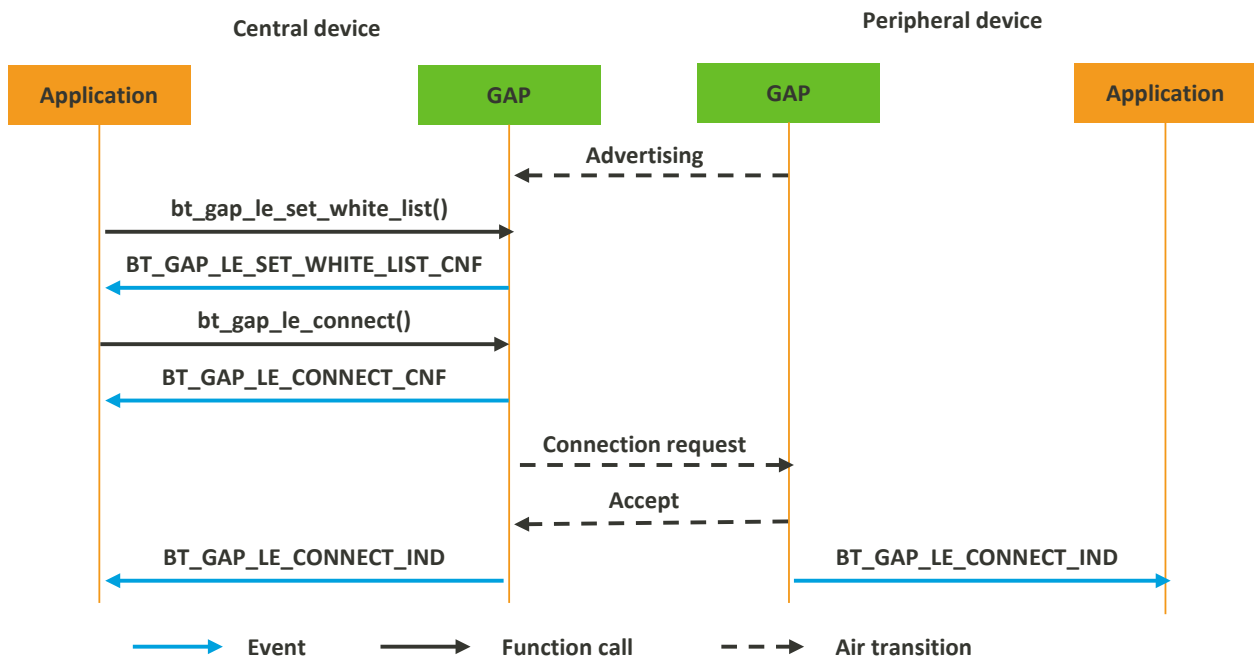 Central device
Peripheral device
Application
GAP
GAP
Application
Advertising
bt_gap_le_set_white_list()
BT_GAP_LE_SET_WHITE_LIST_CNF
bt_gap_le_connect()
BT_GAP_LE_CONNECT_CNF
Connection request
Accept
BT_GAP_LE_CONNECT_IND
BT_GAP_LE_CONNECT_IND
Event
Function call
Air transition